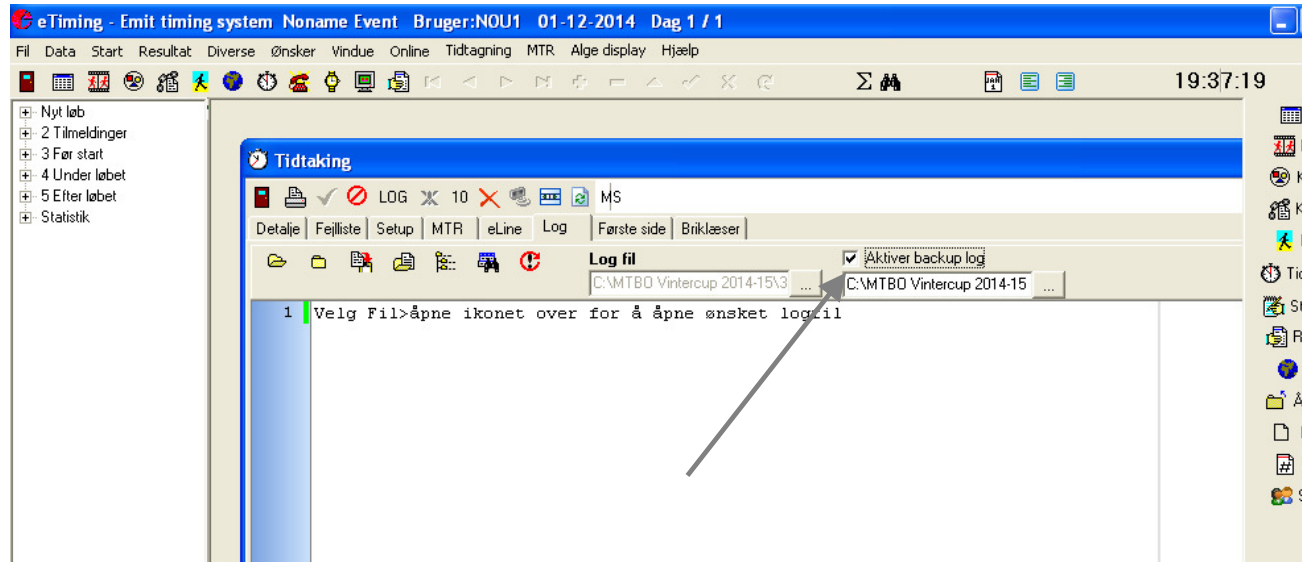 eTiming - Emit timing system Noname Event Bruger:NOU1 01-12-2014 Dag 1 / 1
Fil Data Start Resultat Diverse Ønsker Vindue Online Tidtagning MTR Alge display Hjælp
19:37:19
Nyt løb
2 Tilmeldinger
3 Før start
4 Under løbet
5 Efter løbet
Statistik
Tidtaking
LOG 10 MS
Detalje Fejlliste Setup MTR eLine Log Første side Briklæser
Log fil Aktiver backup log
C:\MTBO Vintercup 2014-15\3 ... C:\MTBO Vintercup 2014-15 ...
1 Velg Fil>åpne ikonet over for å åpne ønsket logfil